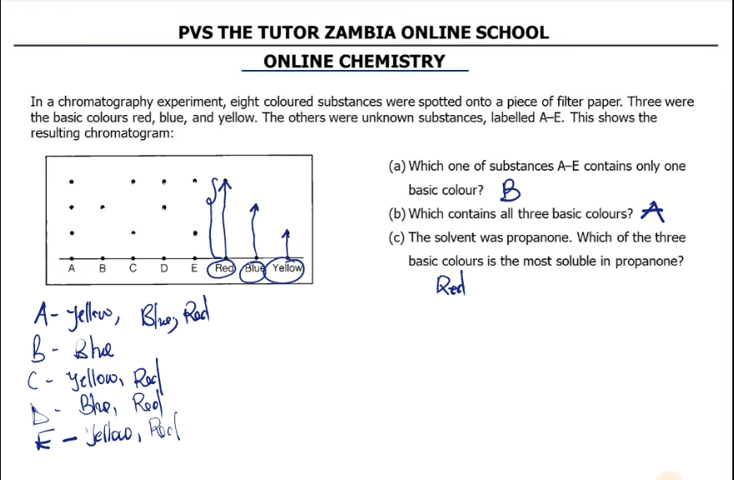 PVS THE TUTOR ZAMBIA ONLINE SCHOOL
ONLINE CHEMISTRY
In a chromatography experiment, eight coloured substances were spotted onto a piece of filter paper. Three were
the basic colours red, blue, and yellow. The others were unknown substances, labelled A–E. This shows the
resulting chromatogram:
A B C D E Red Blue Yellow
(a) Which one of substances A–E contains only one
basic colour? B
(b) Which contains all three basic colours? A
(c) The solvent was propanone. Which of the three
basic colours is the most soluble in propanone?
Red
A - Yellow, Blue, Red
B - Blue
C - Yellow, Red
D - Blue, Red
E - Yellow, Red